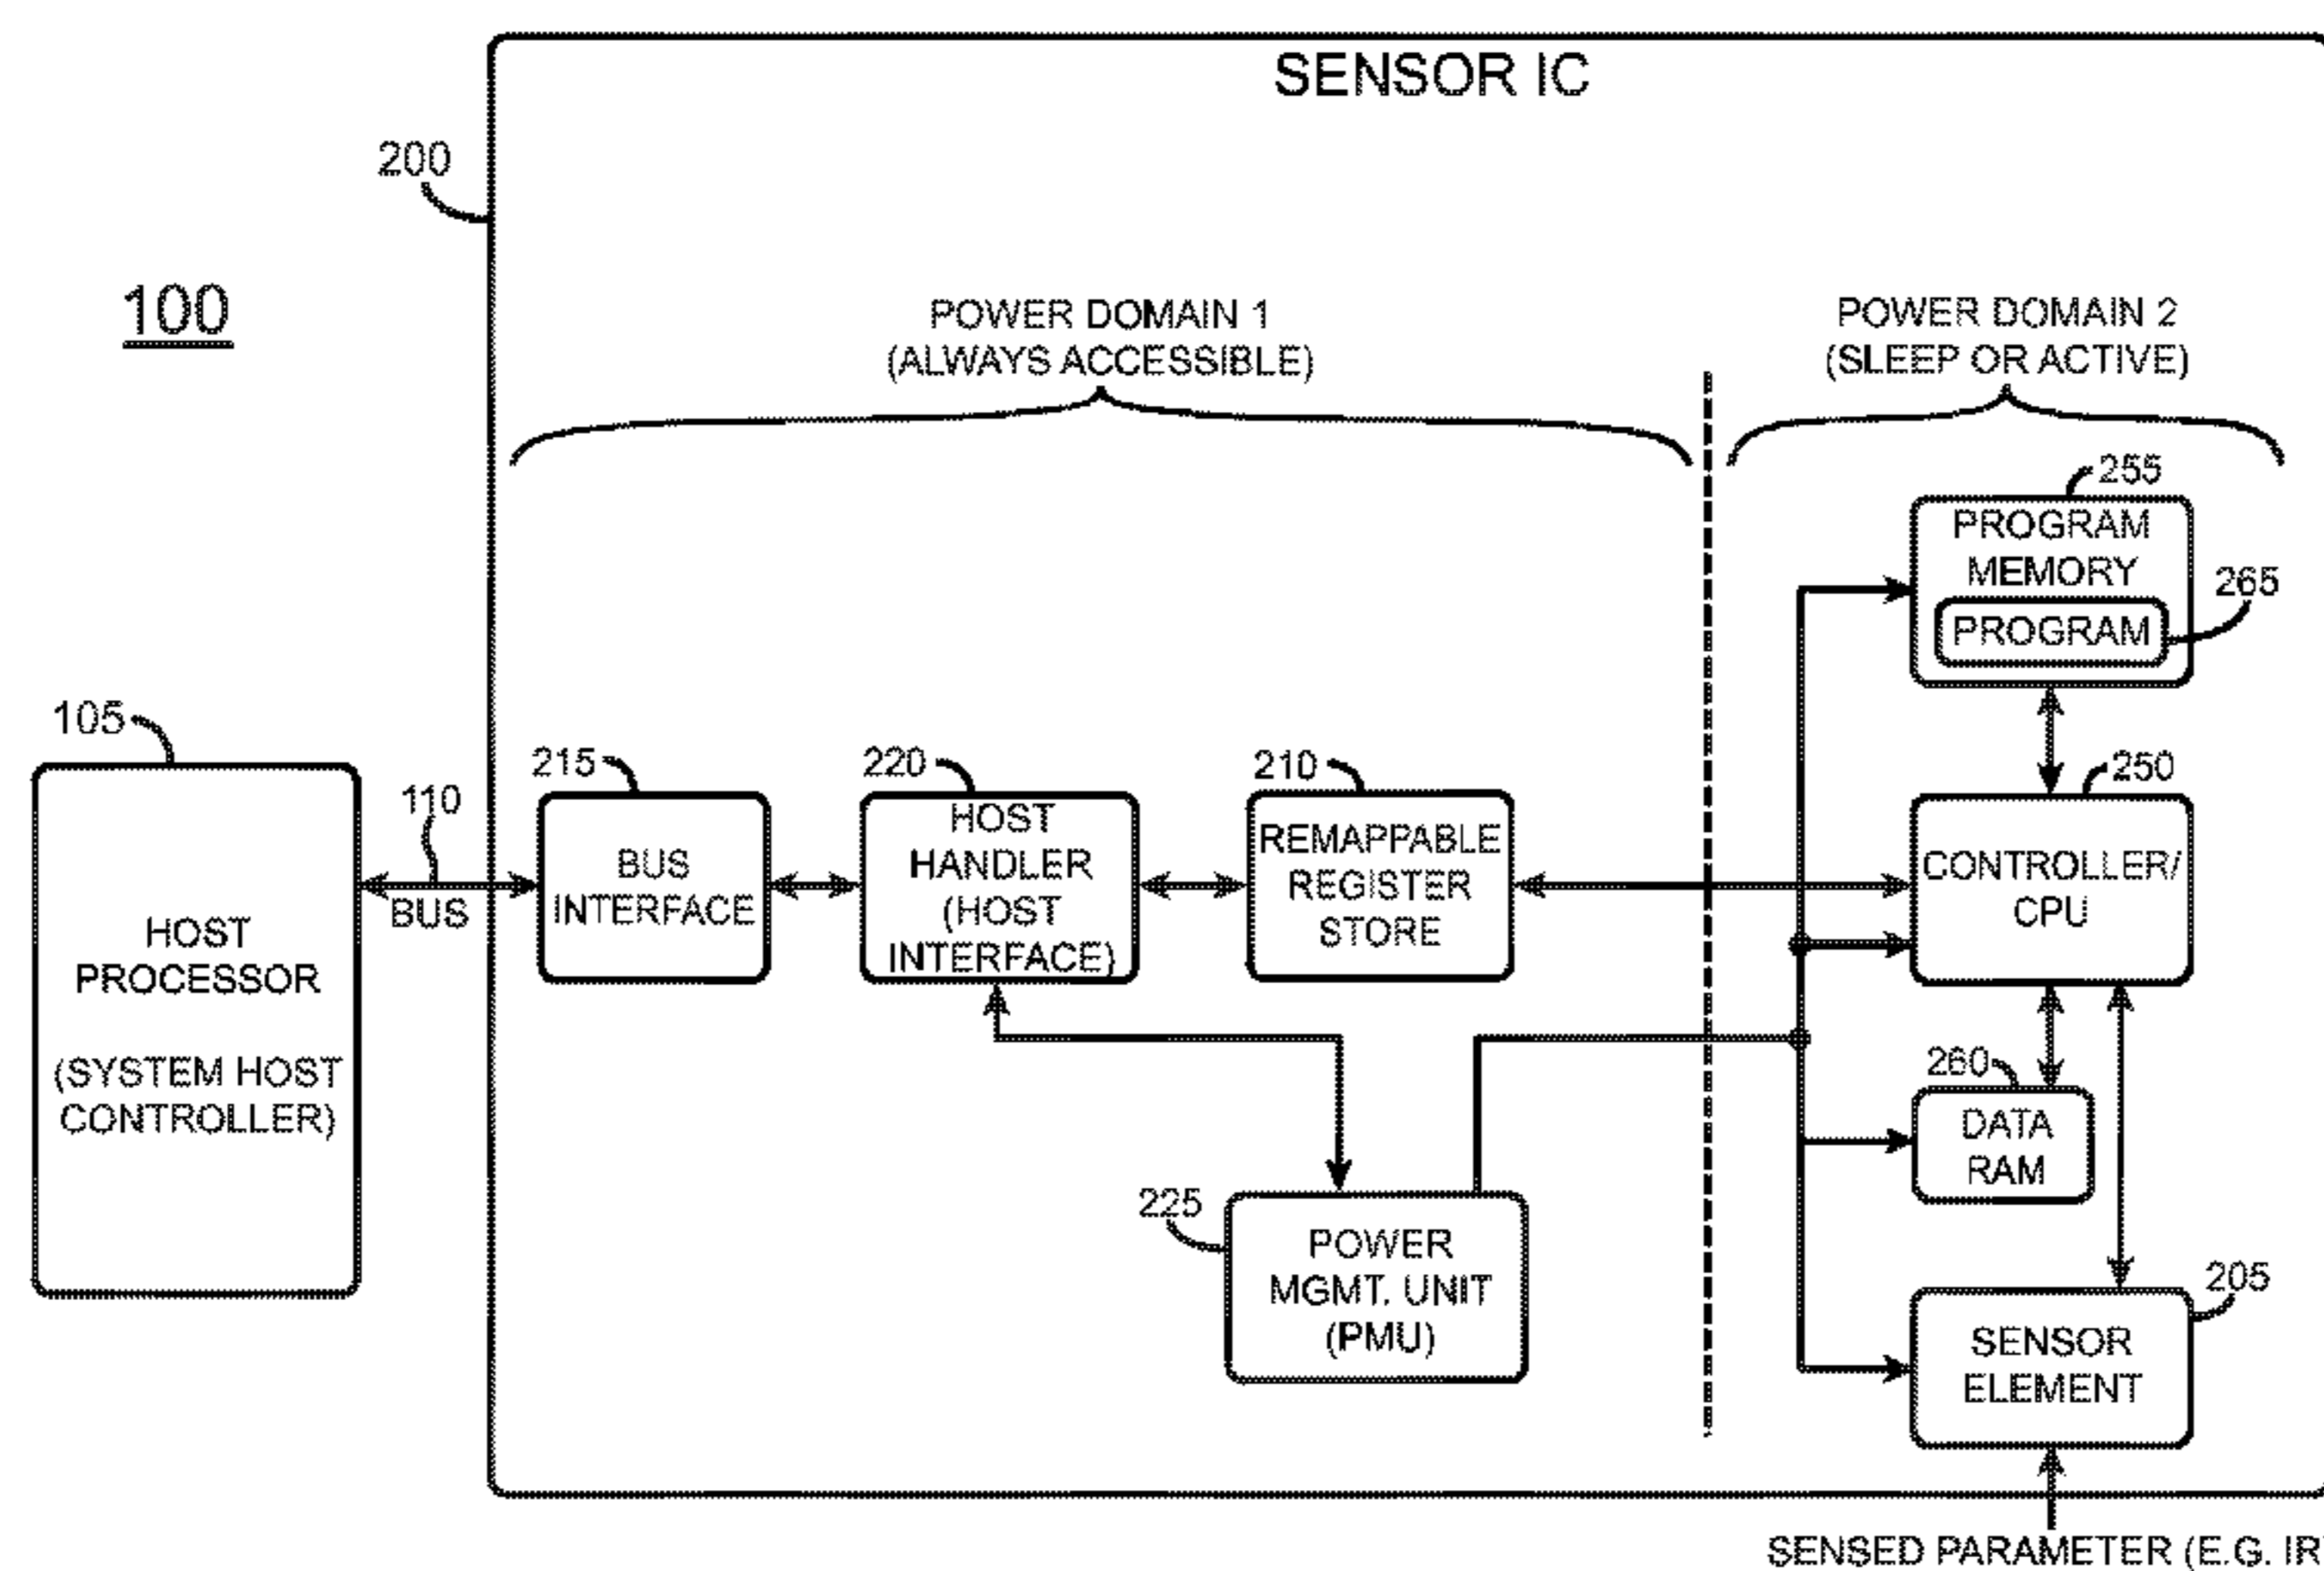 SENSOR IC
200
100
POWER DOMAIN 1
(ALWAYS ACCESSIBLE)
POWER DOMAIN 2
(SLEEP OR ACTIVE)
255
PROGRAM
MEMORY
265
PROGRAM
105
HOST
PROCESSOR
(SYSTEM HOST
CONTROLLER)
110
BUS
215
BUS
INTERFACE
220
HOST
HANDLER
(HOST
INTERFACE)
210
REMAPPABLE
REGISTER
STORE
250
CONTROLLER/
CPU
260
DATA
RAM
225
POWER
MGMT. UNIT
(PMU)
205
SENSOR
ELEMENT
SENSED PARAMETER (E.G. IR